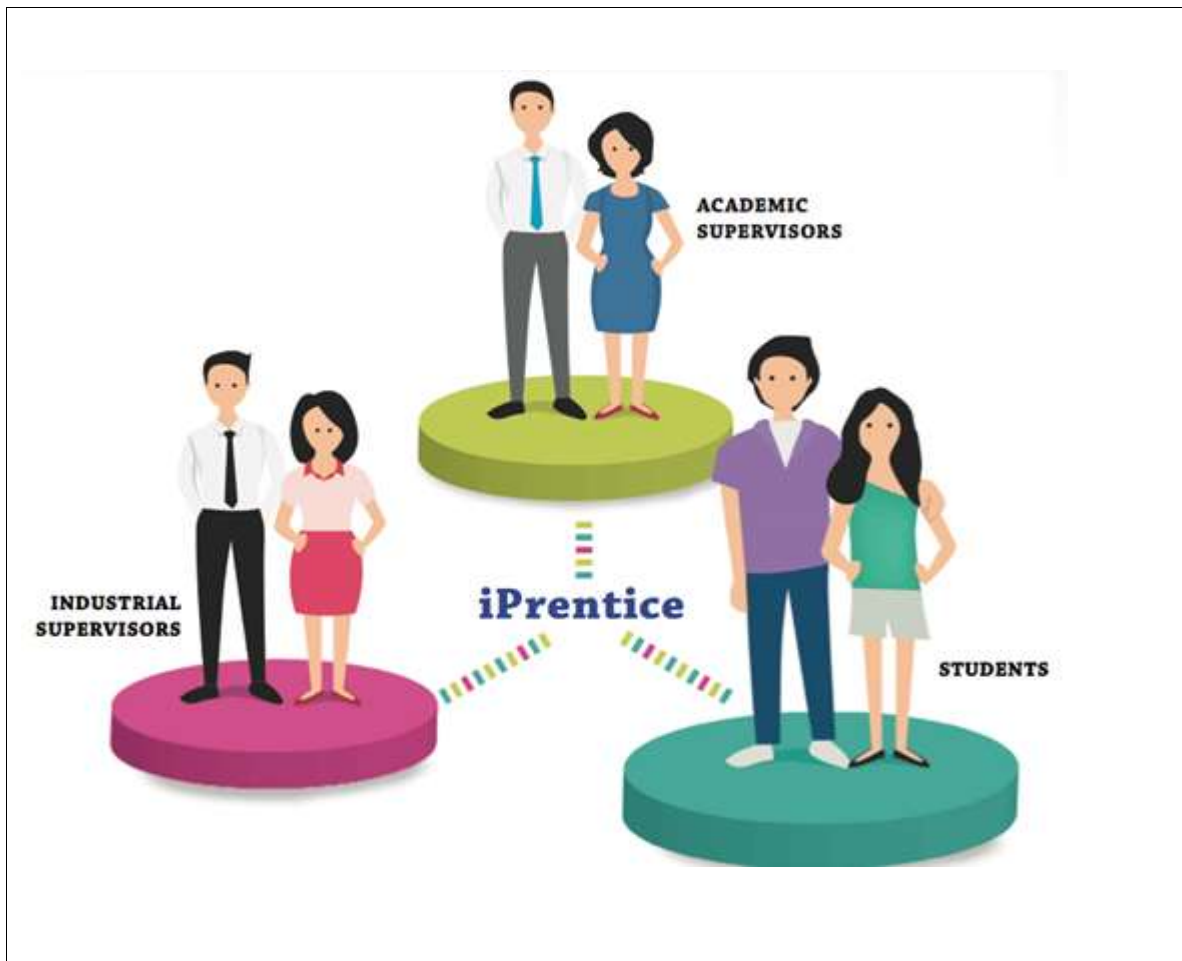 ACADEMIC
SUPERVISORS
iPrentice
INDUSTRIAL
SUPERVISORS
STUDENTS